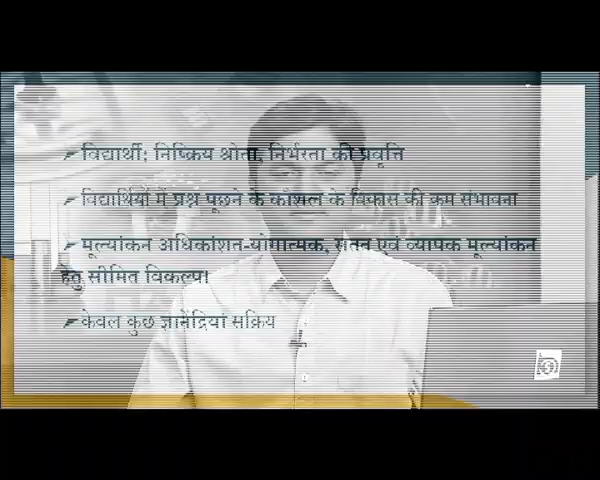 विद्यार्थी; निष्क्रिय श्रोता, निर्भरता की प्रवृत्ति
विद्यार्थियों में प्रश्न पूछने के कौशल के विकास की कम संभावना
मूल्यांकन अधिकांशत-योगात्मक, सतत एवं व्यापक मूल्यांकन
हेतु सीमित विकल्प।
केवल कुछ ज्ञानेंद्रियां सक्रिय